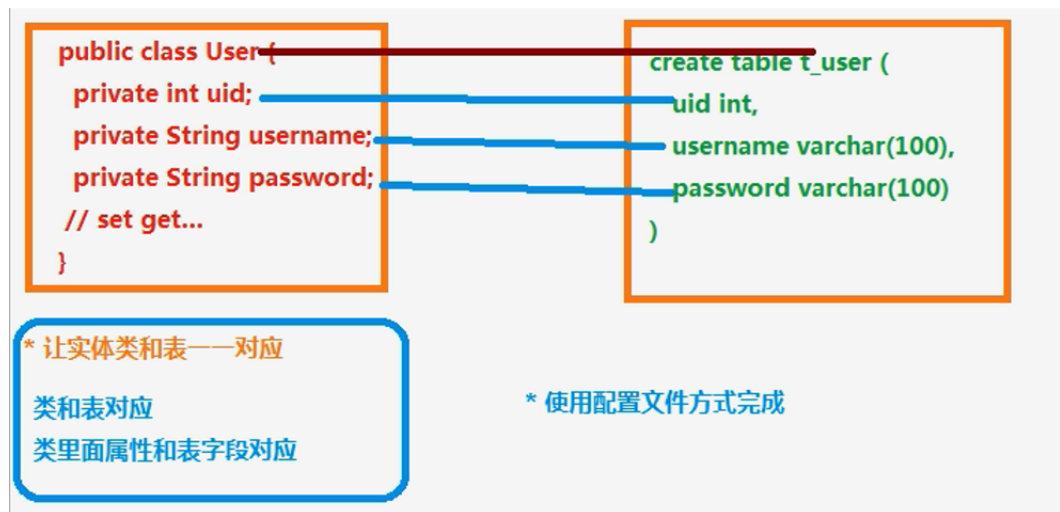 public class User {
private int uid;
private String username;
private String password;
// set get...
}
create table t_user (
uid int,
username varchar(100),
password varchar(100)
)
* 让实体类和表一一对应
类和表对应
类里面属性和表字段对应
* 使用配置文件方式完成